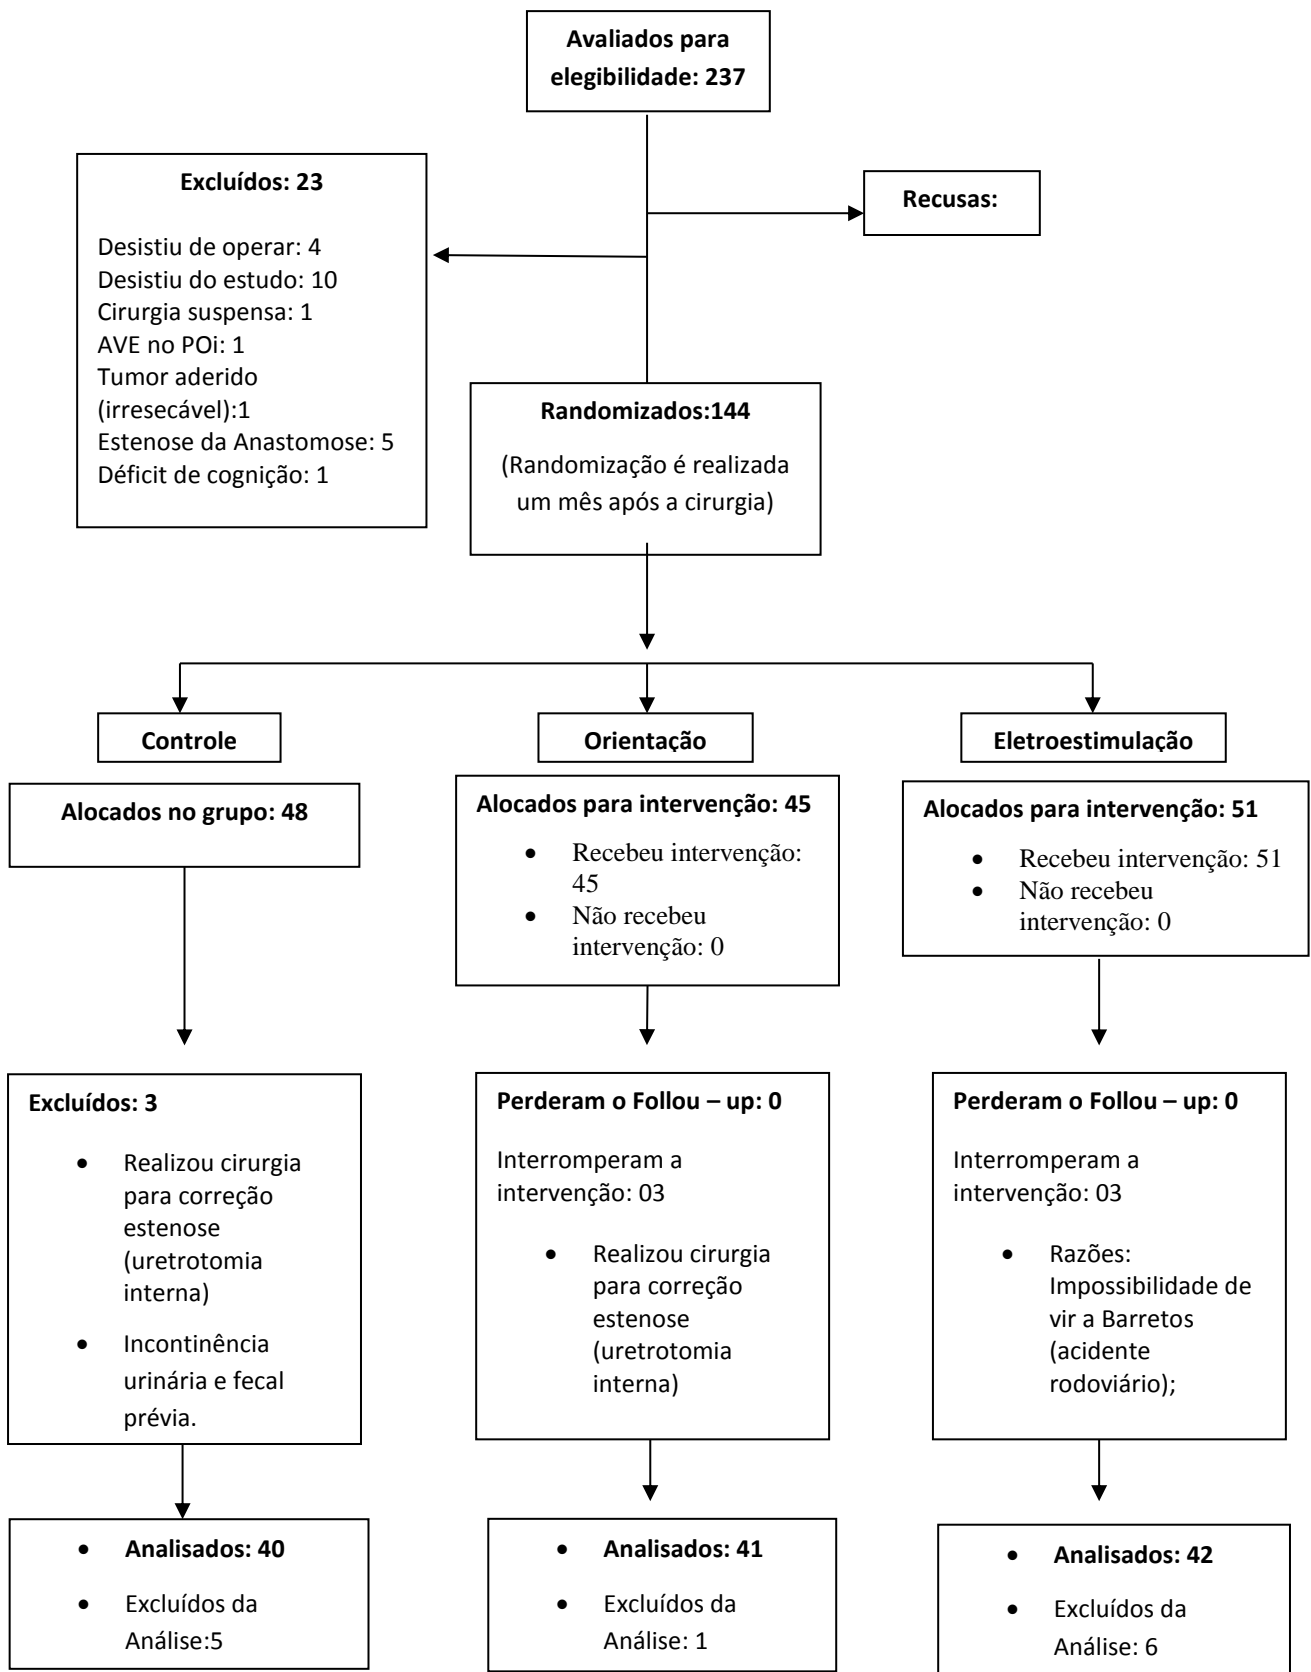 Avaliados para
elegibilidade: 237
Excluídos: 23
Desistiu de operar: 4
Desistiu do estudo: 10
Cirurgia suspensa: 1
AVE no POi: 1
Tumor aderido
(irresecável):1
Estenose da Anastomose: 5
Déficit de cognição: 1
Recusas:
Randomizados:144
(Randomização é realizada
um mês após a cirurgia)
Controle
Orientação
Eletroestimulação
Alocados no grupo: 48
Alocados para intervenção: 45
• Recebeu intervenção:
45
• Não recebeu
intervenção: 0
Alocados para intervenção: 51
• Recebeu intervenção: 51
• Não recebeu
intervenção: 0
Excluídos: 3
• Realizou cirurgia
para correção
estenose
(uretrotomia
interna)
• Incontinência
urinária e fecal
prévia.
Perderam o Follou – up: 0
Interromperam a
intervenção: 03
• Realizou cirurgia
para correção
estenose
(uretrotomia
interna)
Perderam o Follou – up: 0
Interromperam a
intervenção: 03
• Razões:
Impossibilidade de
vir a Barretos
(acidente
rodoviário);
• Analisados: 40
• Excluídos da
Análise:5
• Analisados: 41
• Excluídos da
Análise: 1
• Analisados: 42
• Excluídos da
Análise: 6